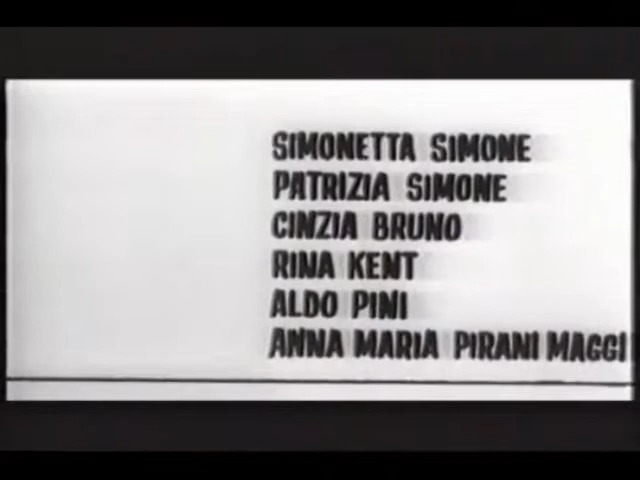 SIMONETTA SIMONE
PATRIZIA SIMONE
CINZIA BRUNO
RINA KENT
ALDO PINI
ANNA MARIA PIRANI MAGGI